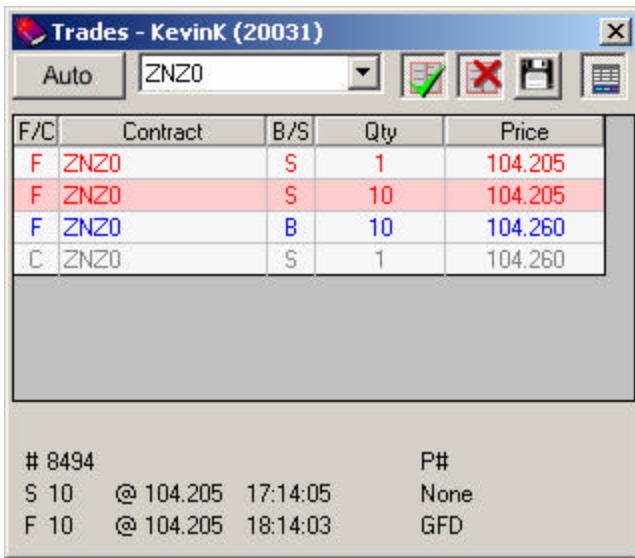 Trades - KevinK (20031)
Auto ZNZ0
F/C Contract B/S Qty Price
F ZNZ0 S 1 104.205
F ZNZ0 S 10 104.205
F ZNZ0 B 10 104.260
C ZNZ0 S 1 104.260
# 8494 P#
S 10 @ 104.205 17:14:05 None
F 10 @ 104.205 18:14:03 GFD